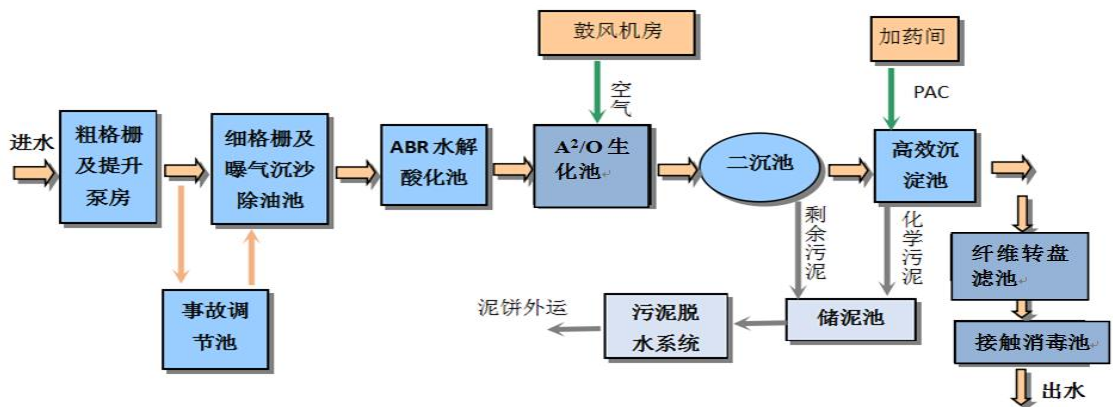 鼓风机房
加药间
空气
PAC
进水
粗格栅
及提升
泵房
细格栅及
曝气沉沙
除油池
ABR 水解
酸化池
A²/O 生
化池
二沉池
高效沉
淀池
剩余污泥
化学污泥
纤维转盘
滤池
事故调
节池
泥饼外运
污泥脱
水系统
储泥池
接触消毒池
出水